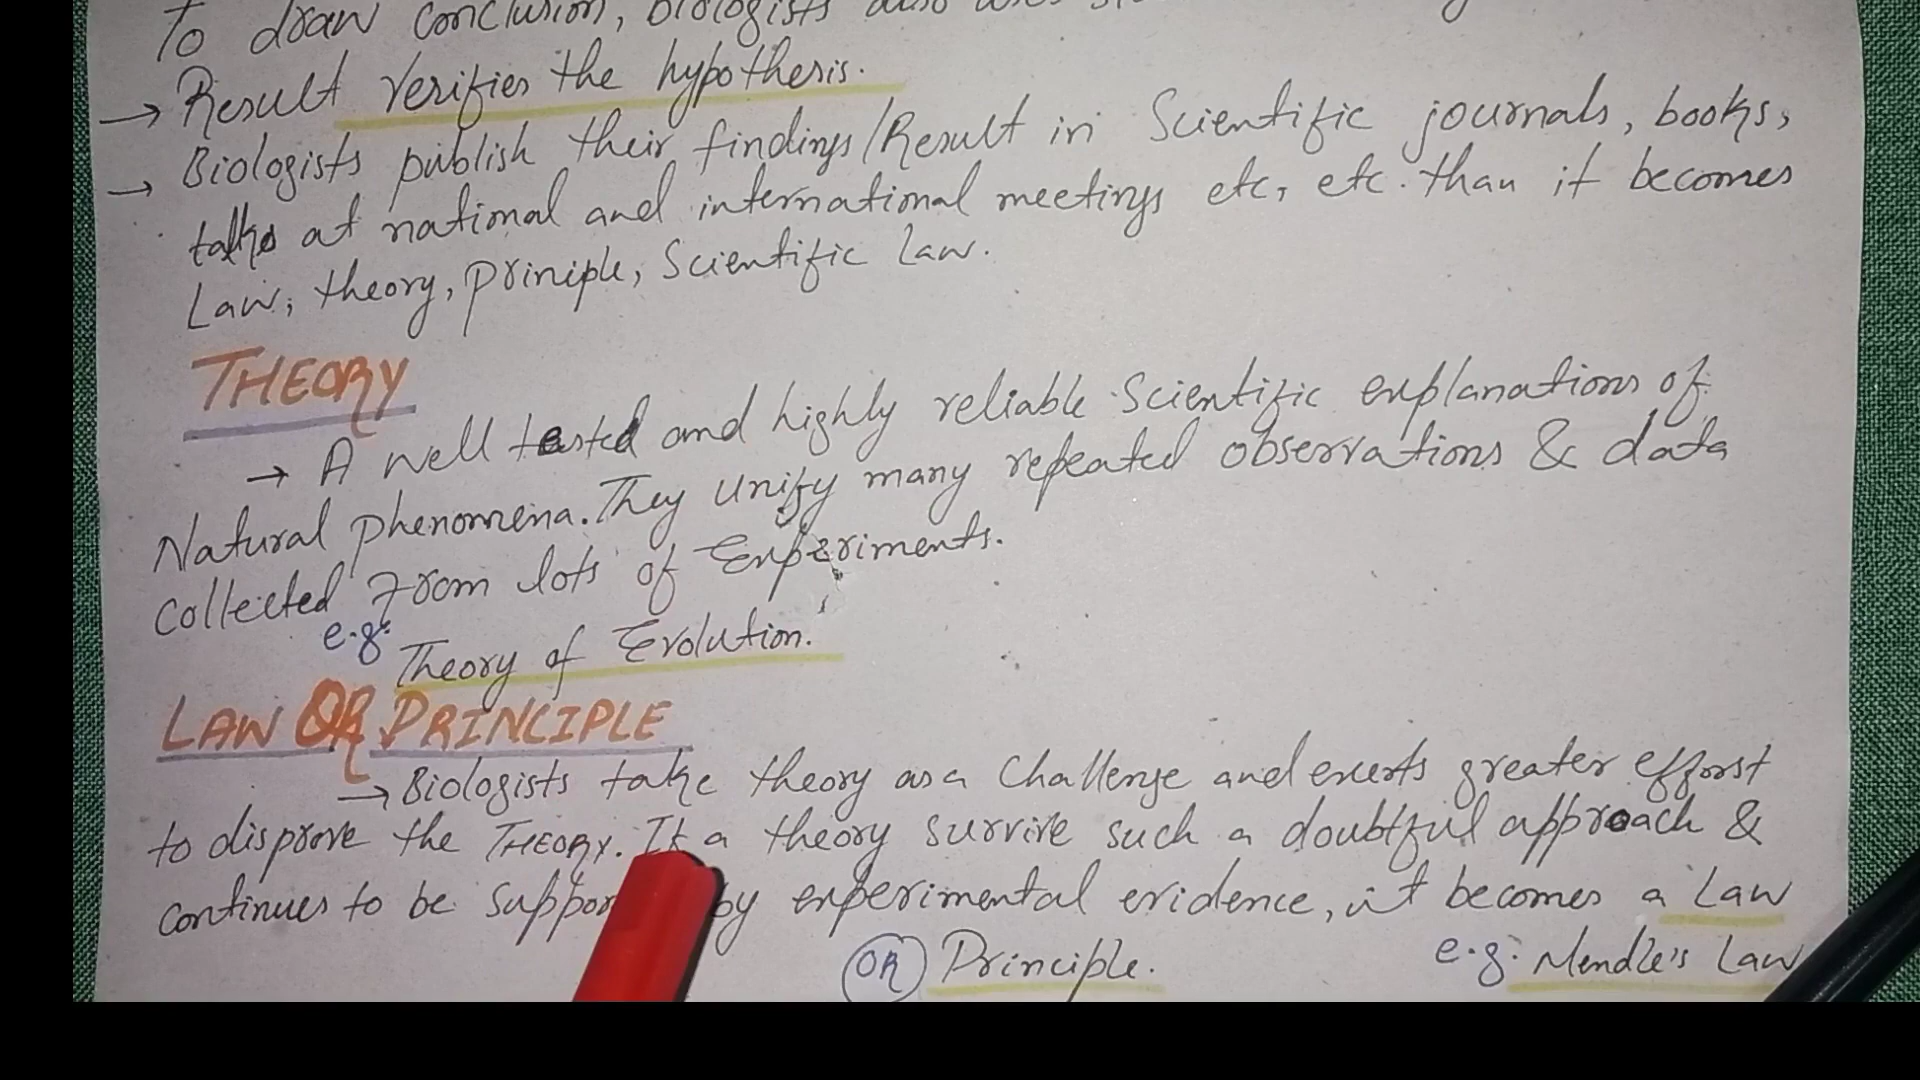 To draw conclusion, biologists also uses
→ Result verifies the hypothesis.
→ Biologists publish their findings/Result in Scientific journals, books,
talks at national and international meetings etc, etc. than it becomes
Law, theory, priniple, Scientific Law.
THEORY
→ A well tested and highly reliable Scientific explanations of
Natural phenomena. They unify many repeated observations & data
collected from lots of Experiments.
e.g: Theory of Evolution.
LAW OR PRINCIPLE
→ Biologists take theory as a challenge and exerts greater effort
to disprove the THEORY. If a theory survive such a doubtful approach &
continues to be suppor by experimental evidence, it becomes a Law
OR Principle. e.g: Mendle's Law